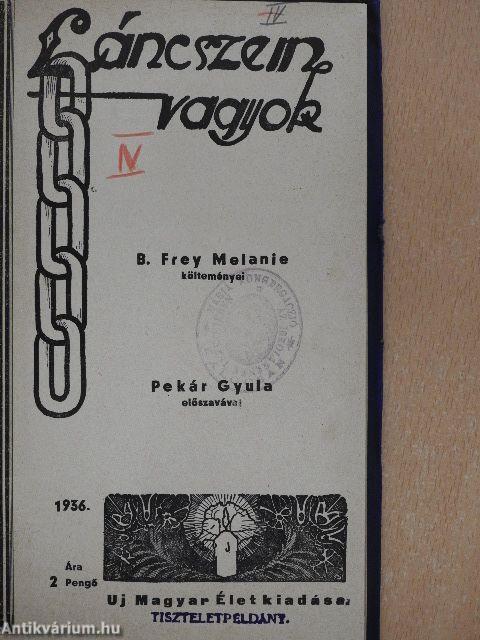 IV
Láncszem
vagyok
IV
B. Frey Melanie
költeményei
Pekár Gyula
előszavával
1936.
Ára
2 Pengő
Uj Magyar Élet kiadása.
TISZTELETPÉLDÁNY.
Antikvárium.hu